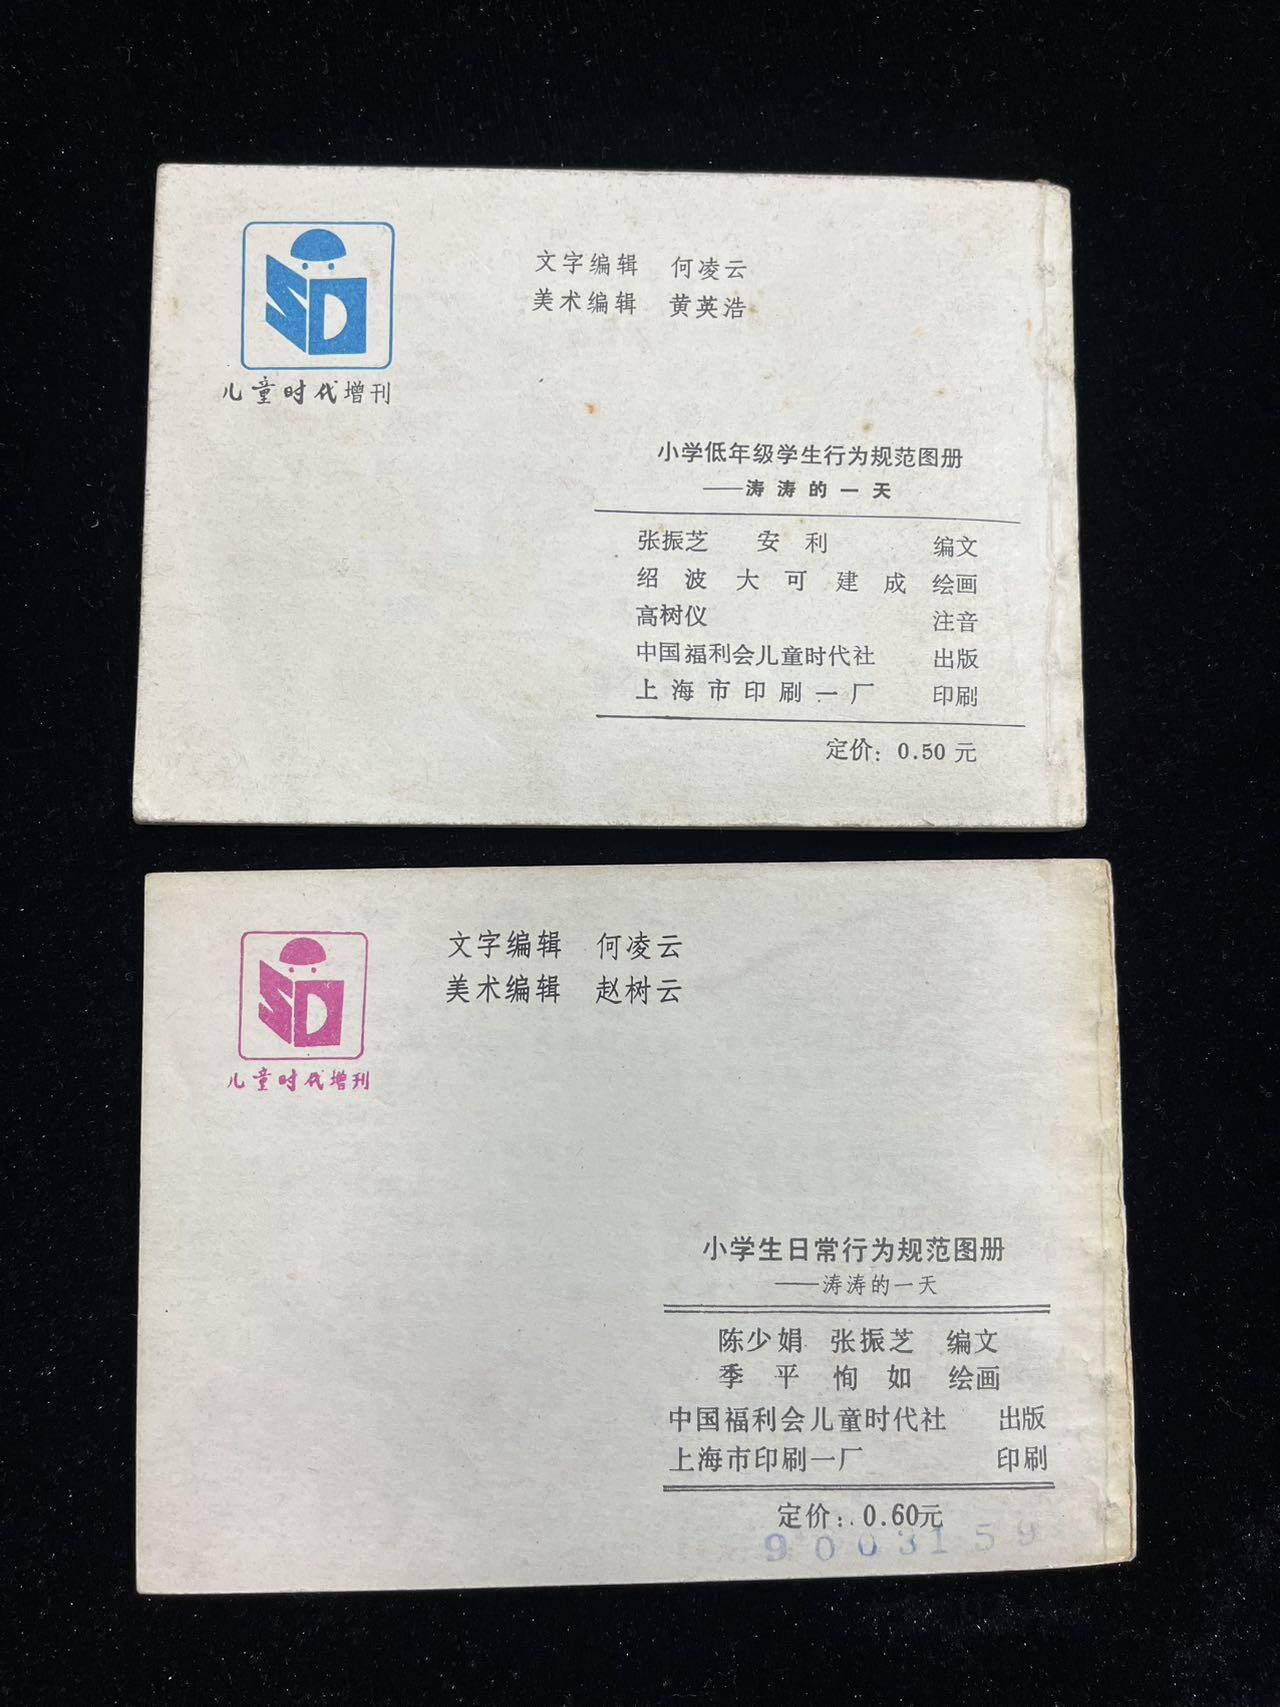 SD
儿童时代增刊
文字编辑 何凌云
美术编辑 黄英浩
小学低年级学生行为规范图册
——涛涛的一天
张振芝 安利 编文
绍波 大可 建成 绘画
高树仪 注音
中国福利会儿童时代社 出版
上海市印刷一厂 印刷
定价：0.50元
SD
儿童时代增刊
文字编辑 何凌云
美术编辑 赵树云
小学生日常行为规范图册
——涛涛的一天
陈少娟 张振芝 编文
季平 恂如 绘画
中国福利会儿童时代社 出版
上海市印刷一厂 印刷
定价：0.60元
9003159